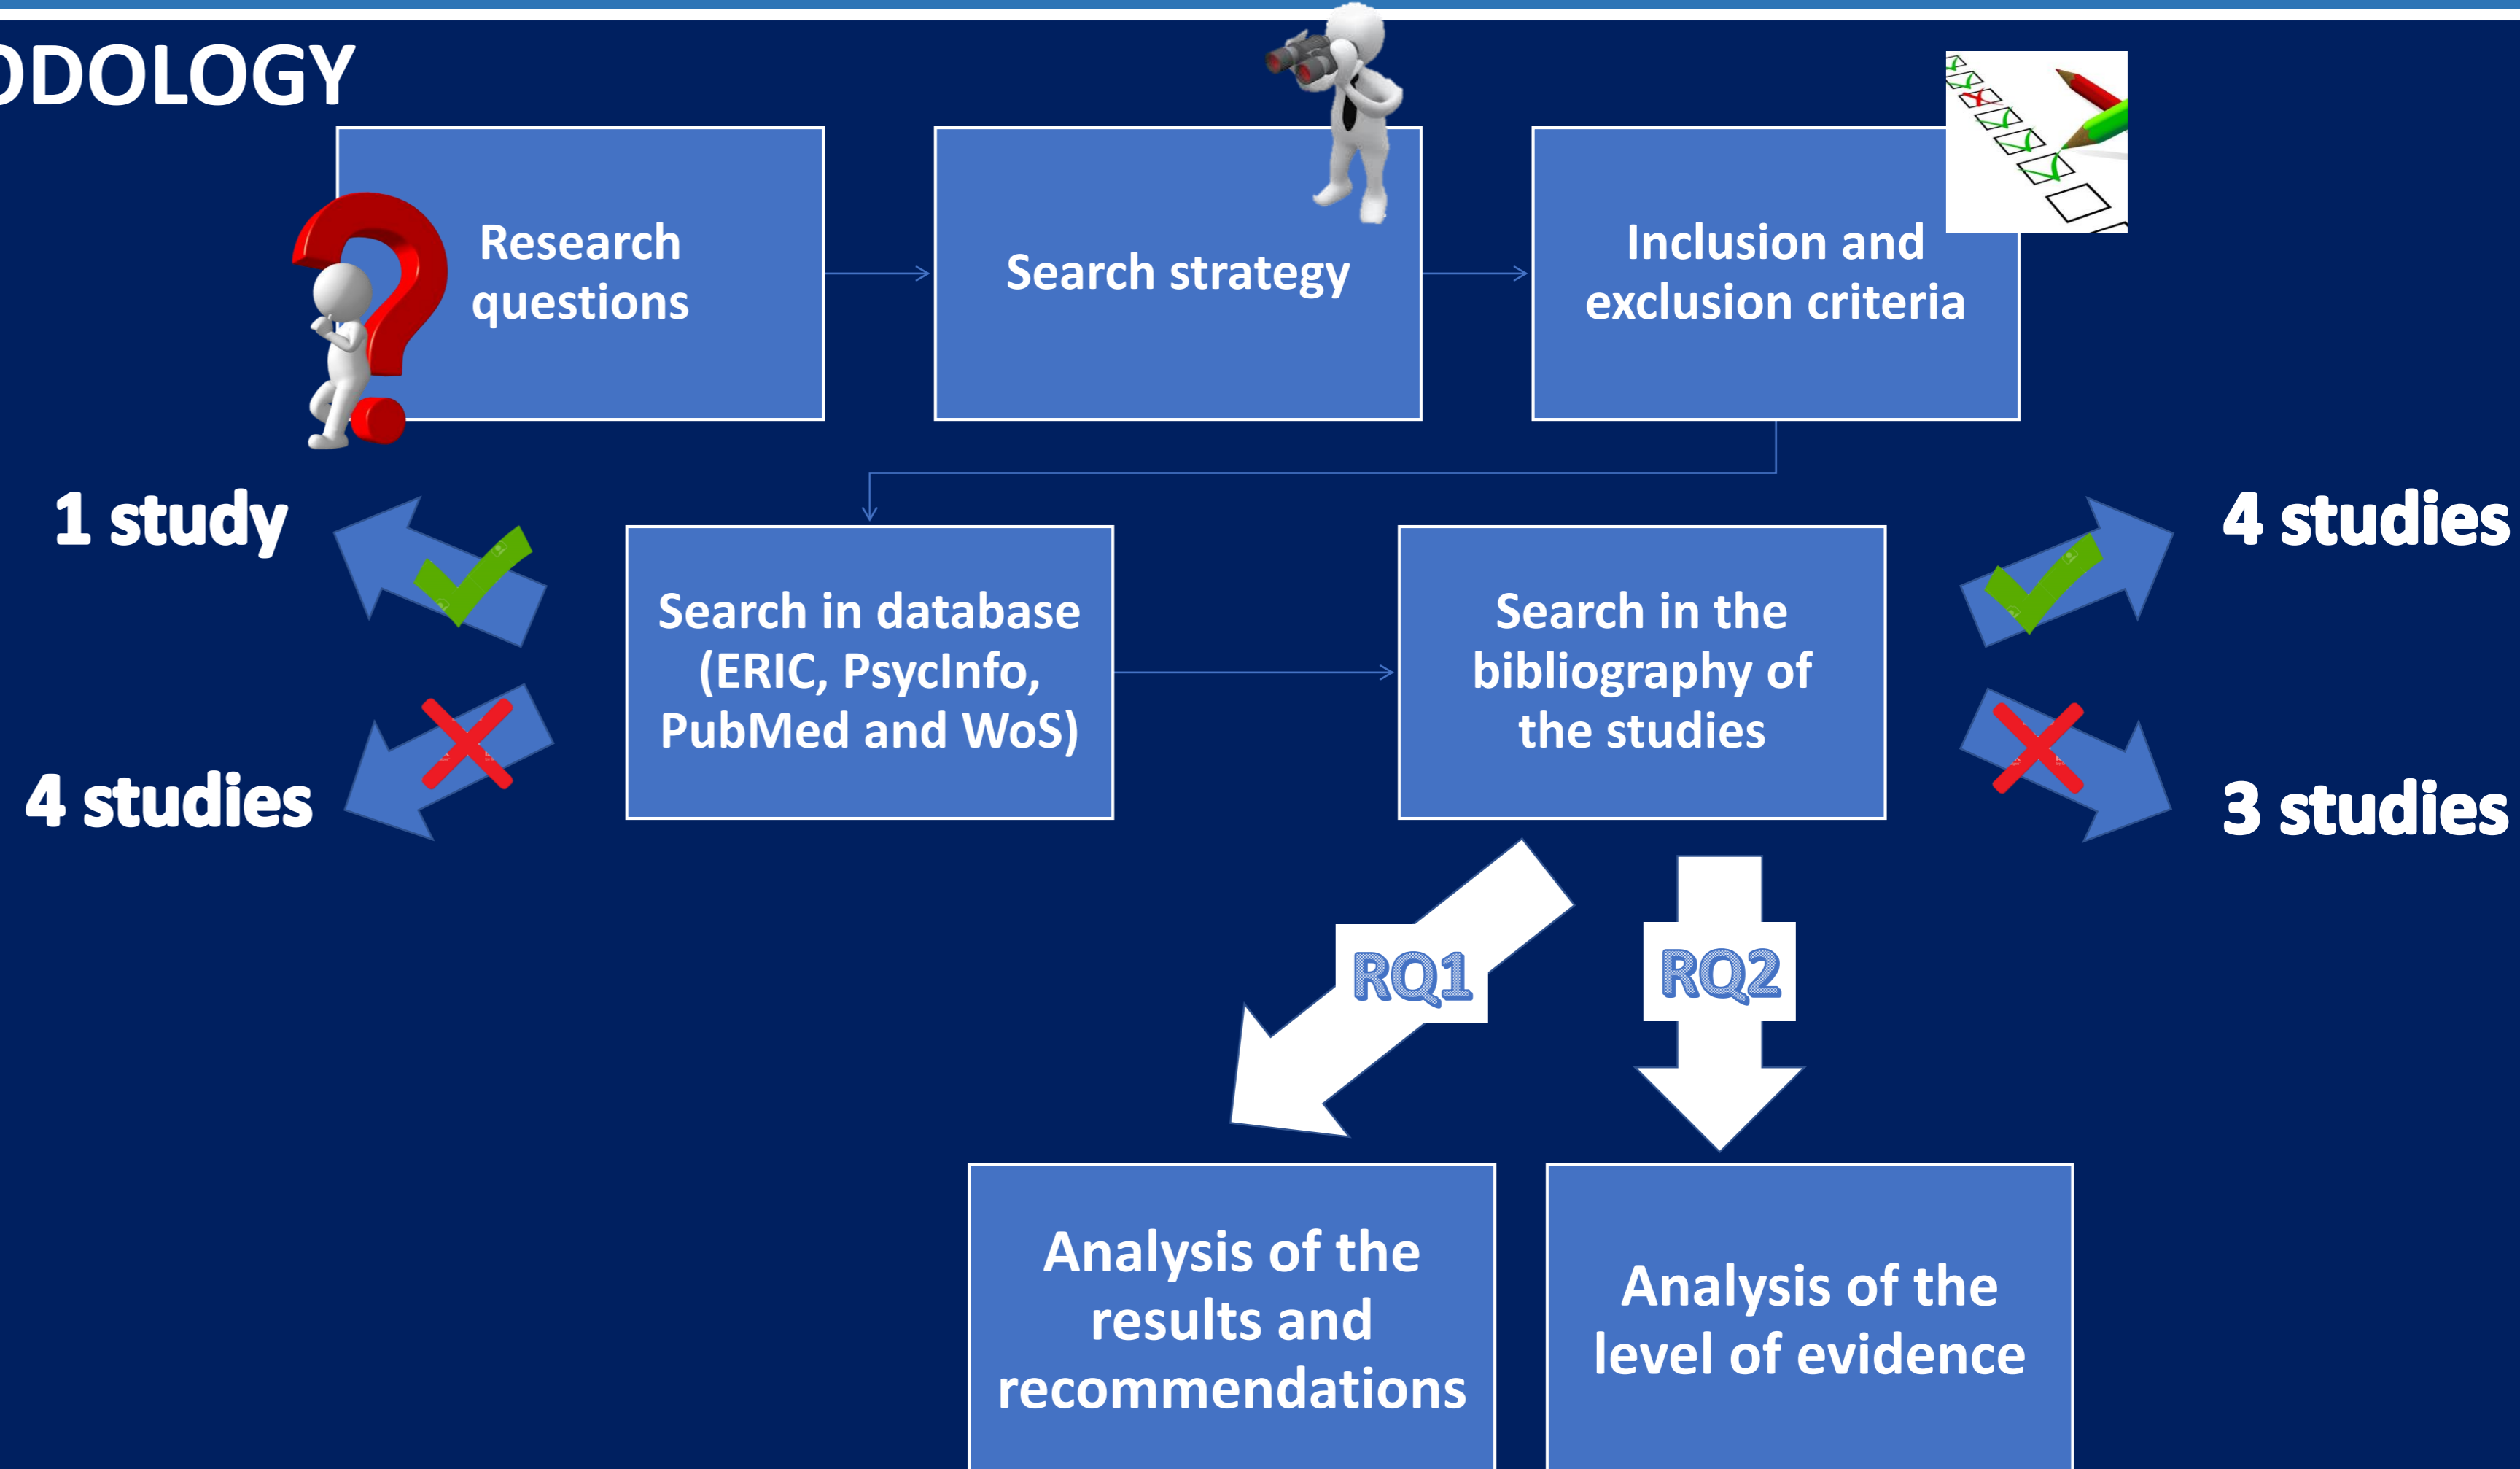 ODOLOGY
Research
questions
Search strategy
Inclusion and
exclusion criteria
1 study
4 studies
Search in database
(ERIC, PsycInfo,
PubMed and WoS)
Search in the
bibliography of
the studies
4 studies
3 studies
RQ1
RQ2
Analysis of the
results and
recommendations
Analysis of the
level of evidence